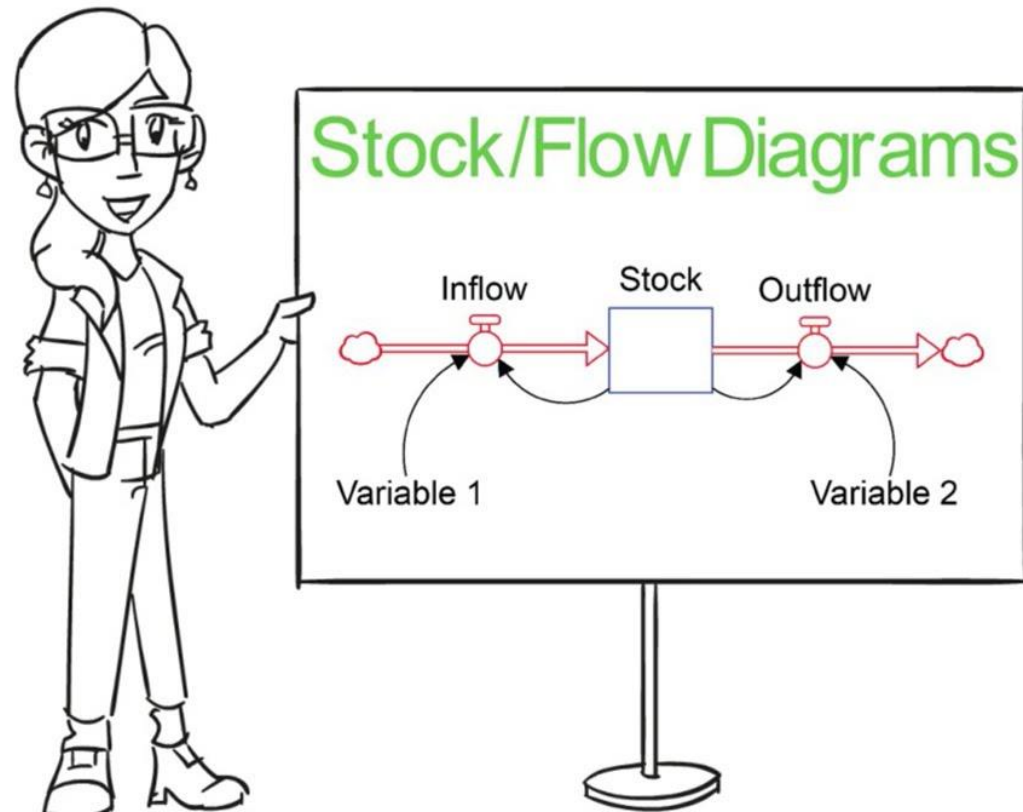 Stock/Flow Diagrams
Inflow
Stock
Outflow
Variable 1
Variable 2